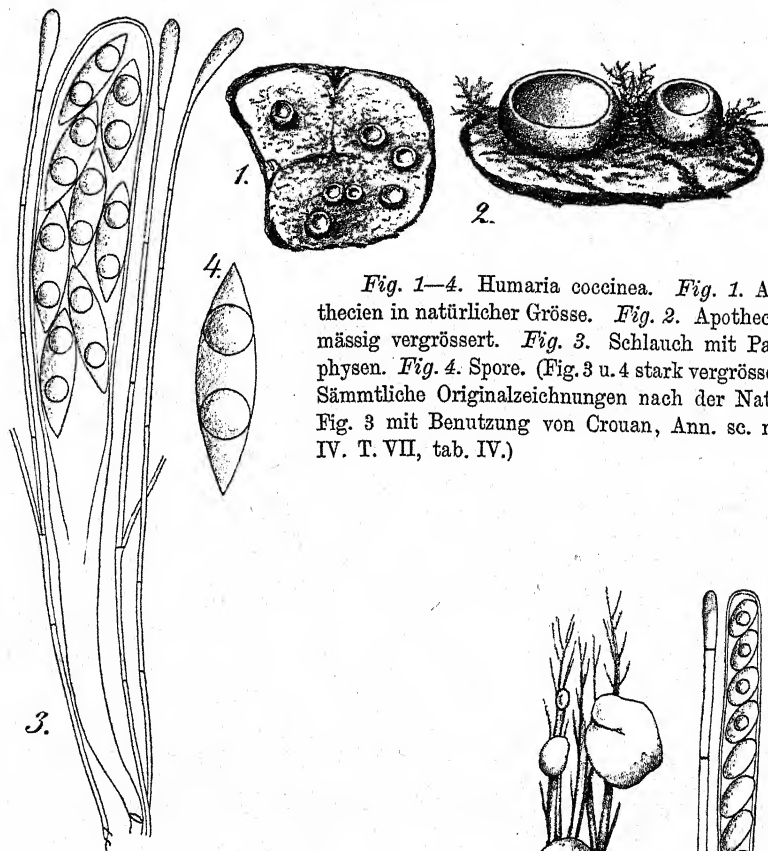 4.
1.
2.
Fig. 1—4. Humaria coccinea. Fig. 1. A
thecien in natürlicher Grösse. Fig. 2. Apothec
mässig vergrössert. Fig. 3. Schlauch mit Pa
physen. Fig. 4. Spore. (Fig. 3 u. 4 stark vergrösse
Sämmtliche Originalzeichnungen nach der Nat
Fig. 3 mit Benutzung von Crouan, Ann. sc. n
IV. T. VII, tab. IV.)
3.